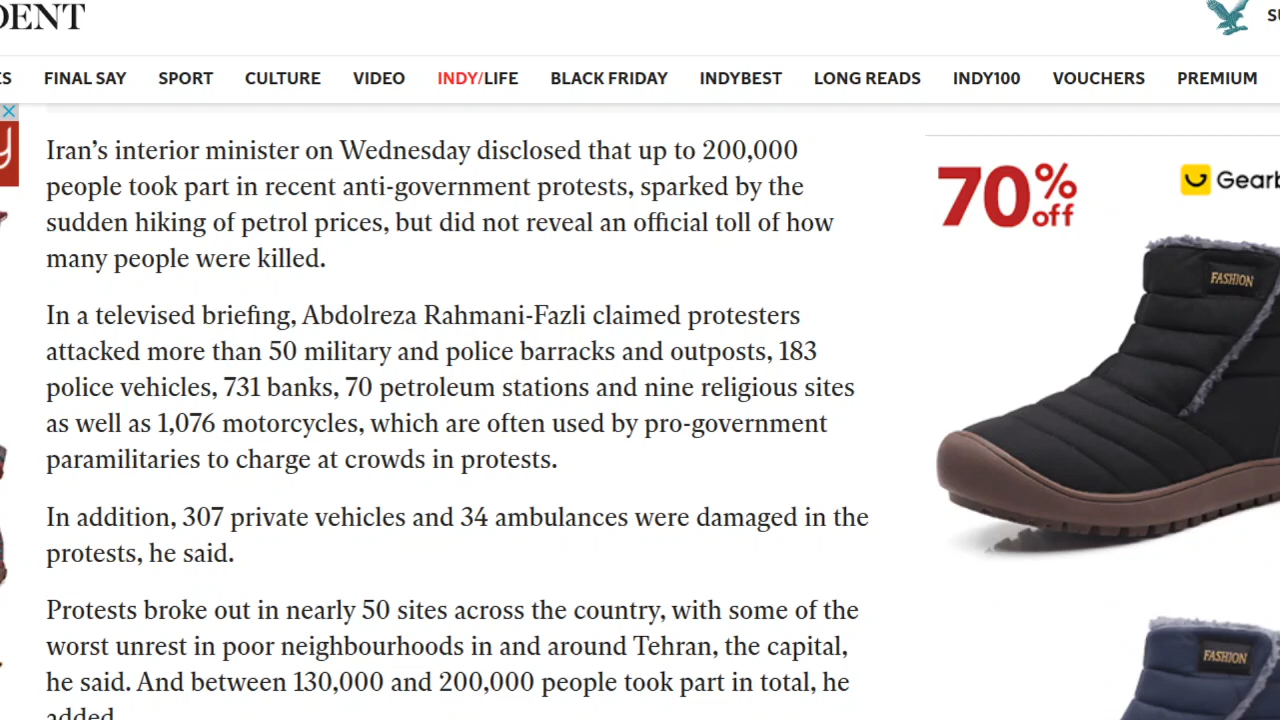 DENT
FINAL SAY SPORT CULTURE VIDEO INDY/LIFE BLACK FRIDAY INDYBEST LONG READS INDY100 VOUCHERS PREMIUM
Iran's interior minister on Wednesday disclosed that up to 200,000
people took part in recent anti-government protests, sparked by the
sudden hiking of petrol prices, but did not reveal an official toll of how
many people were killed.
In a televised briefing, Abdolreza Rahmani-Fazli claimed protesters
attacked more than 50 military and police barracks and outposts, 183
police vehicles, 731 banks, 70 petroleum stations and nine religious sites
as well as 1,076 motorcycles, which are often used by pro-government
paramilitaries to charge at crowds in protests.
In addition, 307 private vehicles and 34 ambulances were damaged in the
protests, he said.
Protests broke out in nearly 50 sites across the country, with some of the
worst unrest in poor neighbourhoods in and around Tehran, the capital,
he said. And between 130,000 and 200,000 people took part in total, he
added
70% off
Gearb
FASHION
FASHION